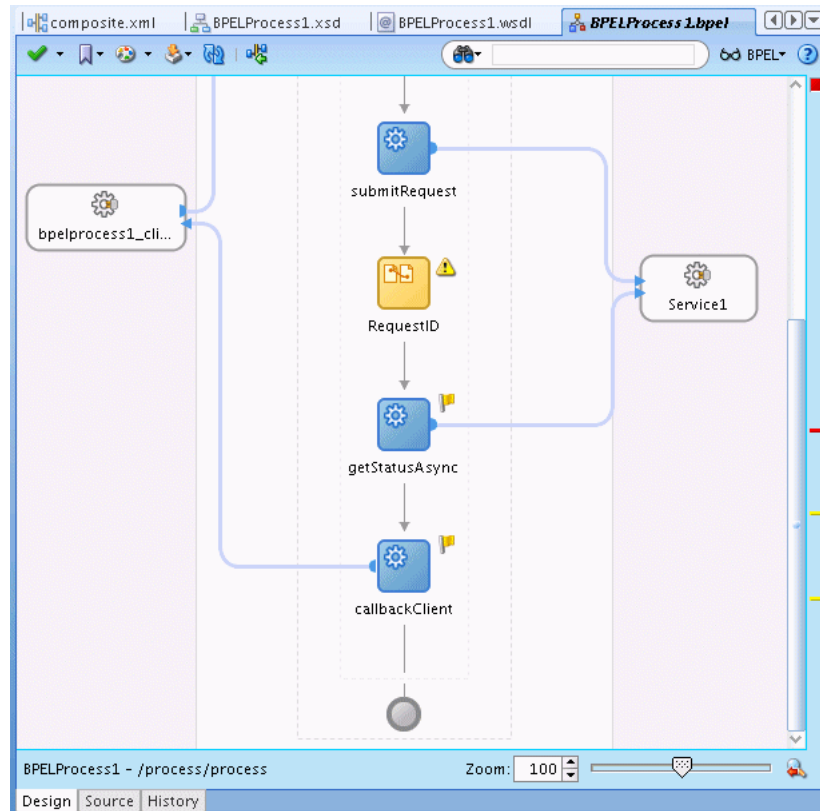 composite.xml BPELProcess1.xsd BPELProcess1.wsdl BPELProcess1.bpel
BPEL
submitRequest
bpelprocess1_cli...
Service1
RequestID
getStatusAsync
callbackClient
BPELProcess1 - /process/process Zoom: 100
Design Source History